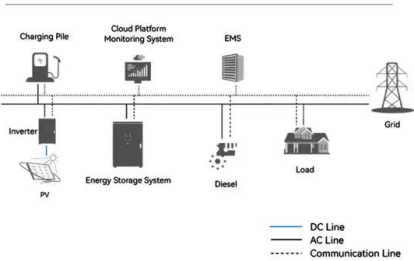 Charging Pile
Cloud Platform
Monitoring System
EMS
Inverter
Grid
PV
Energy Storage System
Diesel
Load
DC Line
AC Line
Communication Line